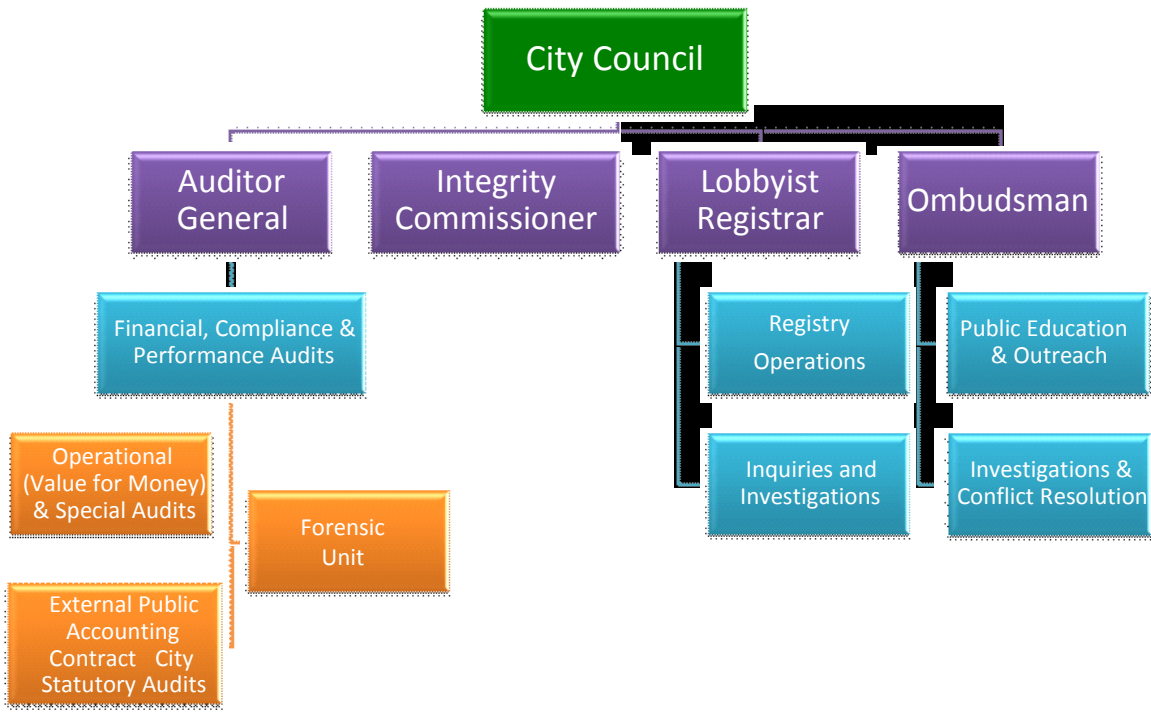 City Council
Auditor
General
Integrity
Commissioner
Lobbyist
Registrar
Ombudsman
Financial, Compliance &
Performance Audits
Registry
Operations
Public Education
& Outreach
Operational
(Value for Money)
& Special Audits
Forensic
Unit
Inquiries and
Investigations
Investigations &
Conflict Resolution
External Public
Accounting
Contract City
Statutory Audits